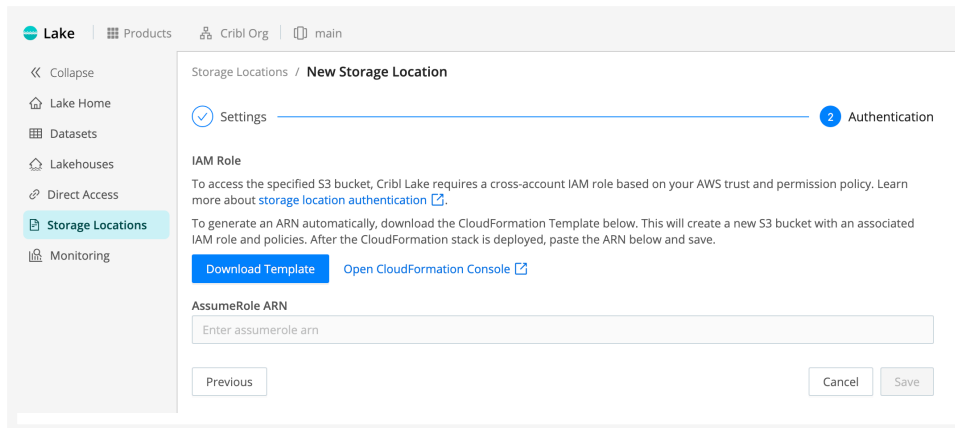 Lake Products Cribl Org main
Collapse
Lake Home
Datasets
Lakehouses
Direct Access
Storage Locations
Monitoring
Storage Locations / New Storage Location
Settings 2 Authentication
IAM Role
To access the specified S3 bucket, Cribl Lake requires a cross-account IAM role based on your AWS trust and permission policy. Learn
more about storage location authentication.
To generate an ARN automatically, download the CloudFormation Template below. This will create a new S3 bucket with an associated
IAM role and policies. After the CloudFormation stack is deployed, paste the ARN below and save.
Download Template Open CloudFormation Console
AssumeRole ARN
Enter assumerole arn
Previous Cancel Save